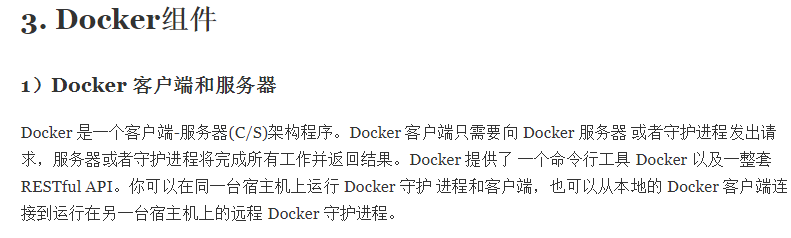 3. Docker组件
1）Docker 客户端和服务器
Docker 是一个客户端-服务器(C/S)架构程序。Docker 客户端只需要向 Docker 服务器 或者守护进程发出请
求，服务器或者守护进程将完成所有工作并返回结果。Docker 提供了 一个命令行工具 Docker 以及一整套
RESTful API。你可以在同一台宿主机上运行 Docker 守护 进程和客户端，也可以从本地的 Docker 客户端连
接到运行在另一台宿主机上的远程 Docker 守护进程。